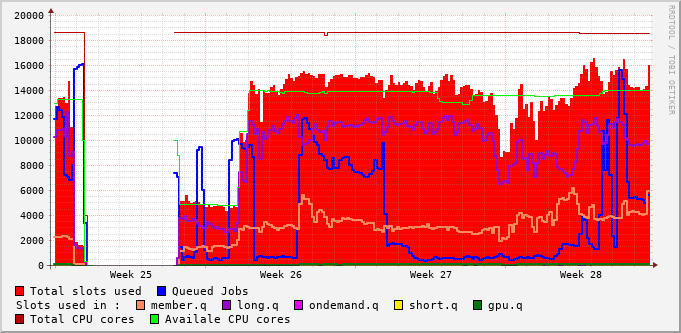 20000
18000
16000
14000
12000
10000
8000
6000
4000
2000
0
Week 25 Week 26 Week 27 Week 28
Total slots used Queued Jobs
Slots used in : member.q long.q ondemand.q short.q gpu.q
Total CPU cores Availale CPU cores
RRDTOOL / TOBI OETIKER